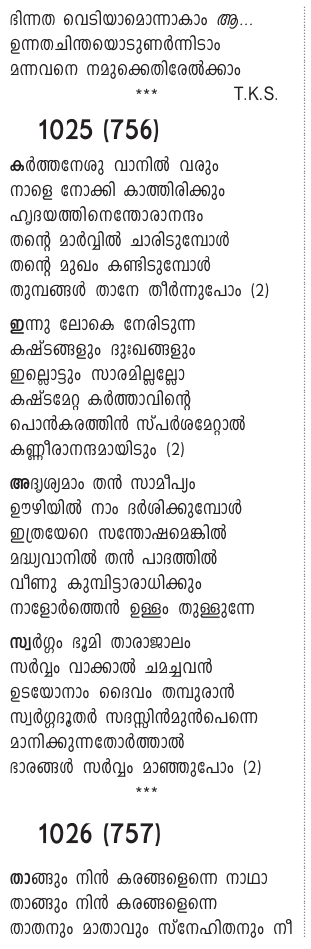 ഭിന്നത വെടിയാമൊന്നാകാം ആ...
ഉന്നതചിന്തയൊടുണർന്നിടാം
മന്നവനെ നമുക്കെതിരേൽക്കാം
*** T.K.S.
1025 (756)
കർത്തനേശു വാനിൽ വരും
നാളെ നോക്കി കാത്തിരിക്കും
ഹൃദയത്തിനെന്തോരാനന്ദം
തന്റെ മാർവ്വിൽ ചാരിടുമ്പോൾ
തന്റെ മുഖം കണ്ടിടുമ്പോൾ
തുമ്പങ്ങൾ താനേ തീർന്നുപോം (2)
ഇന്നു ലോകെ നേരിടുന്ന
കഷ്ടങ്ങളും ദുഃഖങ്ങളും
ഇല്ലൊട്ടും സാരമില്ലല്ലോ
കഷ്ടമേറ്റ കർത്താവിന്റെ
പൊൻകരത്തിൻ സ്പർശമേറ്റാൽ
കണ്ണീരാനന്ദമായിടും (2)
അദൃശ്യമാം തൻ സാമീപ്യം
ഊഴിയിൽ നാം ദർശിക്കുമ്പോൾ
ഇത്രയേറെ സന്തോഷമെങ്കിൽ
മദ്ധ്യവാനിൽ തൻ പാദത്തിൽ
വീണു കുമ്പിട്ടാരാധിക്കും
നാളോർത്തെൻ ഉള്ളം തുള്ളുന്നേ
സ്വർഗ്ഗം ഭൂമി താരാജാലം
സർവ്വം വാക്കാൽ ചമച്ചവൻ
ഉടയോനാം ദൈവം തമ്പുരാൻ
സ്വർഗ്ഗദൂതർ സദസ്സിൻമുൻപെന്നെ
മാനിക്കുന്നതോർത്താൽ
ഭാരങ്ങൾ സർവ്വം മാഞ്ഞുപോം (2)
***
1026 (757)
താങ്ങും നിൻ കരങ്ങളെന്നെ നാഥാ
താങ്ങും നിൻ കരങ്ങളെന്നെ
താതനും മാതാവും സ്നേഹിതനും നീ